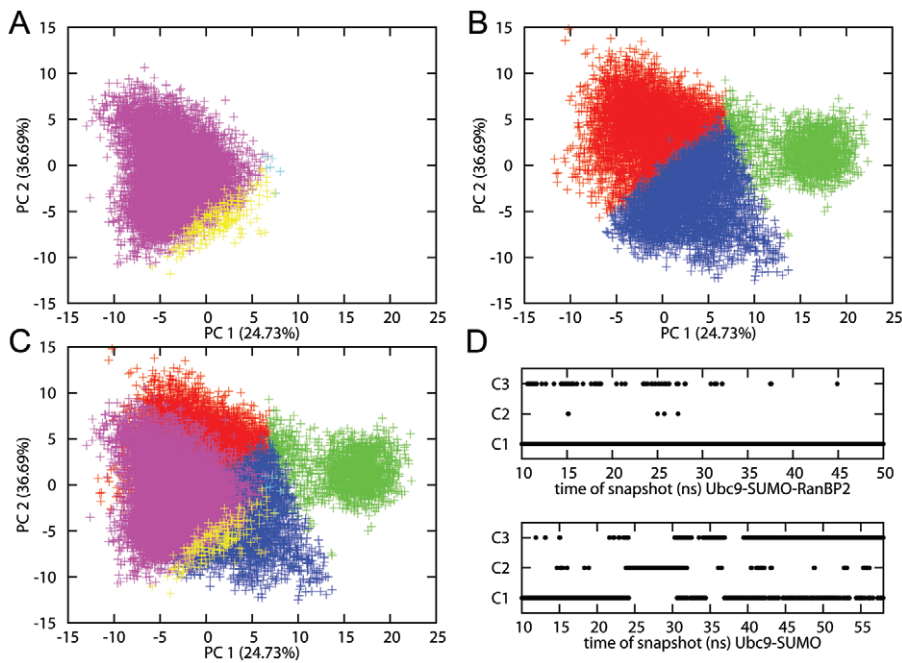 A
15
10
5
0
-5
-10
-15
PC 2 (36.69%)
-15 -10 -5 0 5 10 15 20 25
PC 1 (24.73%)
B
15
10
5
0
-5
-10
-15
PC 2 (36.69%)
-15 -10 -5 0 5 10 15 20 25
PC 1 (24.73%)
C
15
10
5
0
-5
-10
-15
PC 2 (36.69%)
-15 -10 -5 0 5 10 15 20 25
PC 1 (24.73%)
D
C3
C2
C1
10 15 20 25 30 35 40 45 50
time of snapshot (ns) Ubc9-SUMO-RanBP2
C3
C2
C1
10 15 20 25 30 35 40 45 50 55
time of snapshot (ns) Ubc9-SUMO